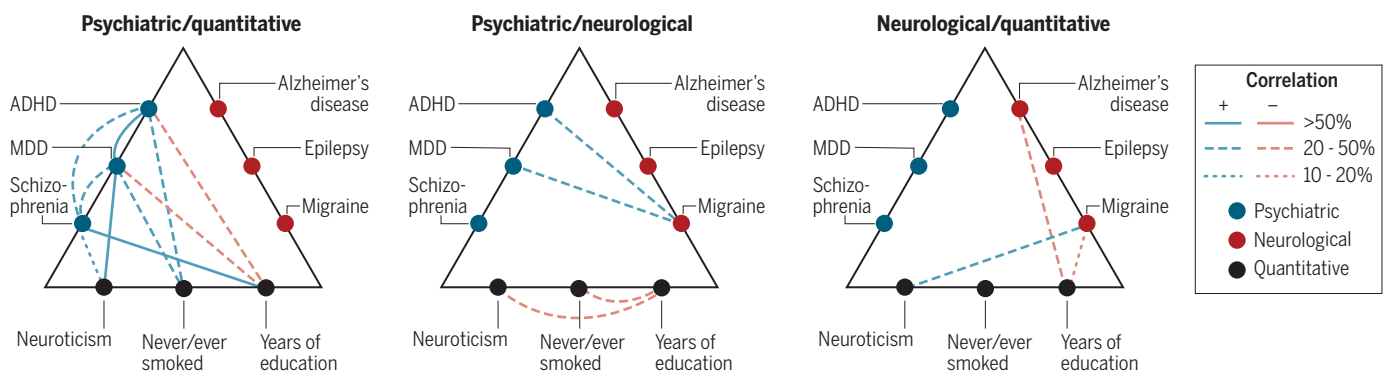 Psychiatric/quantitative
ADHD
MDD
Schizo-
phrenia
Alzheimer's
disease
Epilepsy
Migraine
Neuroticism
Never/ever
smoked
Years of
education
Psychiatric/neurological
ADHD
MDD
Schizo-
phrenia
Alzheimer's
disease
Epilepsy
Migraine
Neuroticism
Never/ever
smoked
Years of
education
Neurological/quantitative
ADHD
MDD
Schizo-
phrenia
Alzheimer's
disease
Epilepsy
Migraine
Neuroticism
Never/ever
smoked
Years of
education
Correlation
+ −
>50%
20 - 50%
10 - 20%
Psychiatric
Neurological
Quantitative